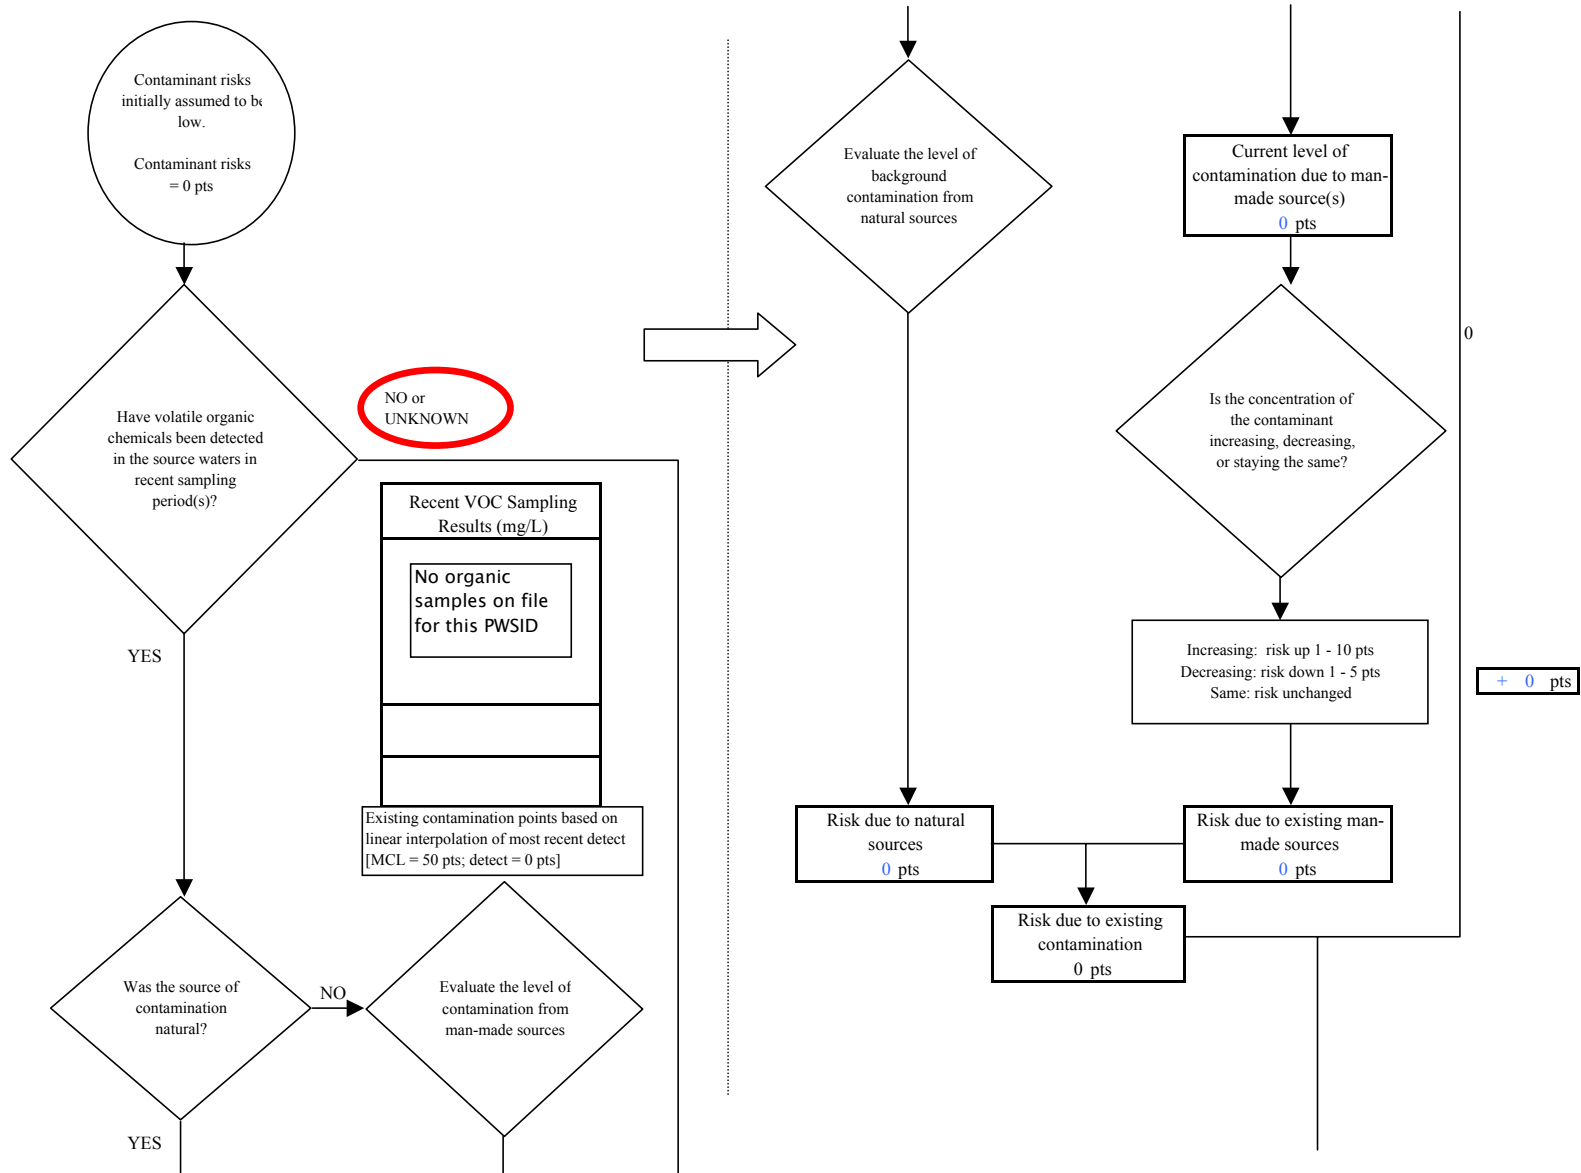 Contaminant risks
initially assumed to be
low.
Contaminant risks
= 0 pts
Have volatile organic
chemicals been detected
in the source waters in
recent sampling
period(s)?
NO or
UNKNOWN
YES
Recent VOC Sampling
Results (mg/L)
No organic
samples on file
for this PWSID
Existing contamination points based on
linear interpolation of most recent detect
[MCL = 50 pts; detect = 0 pts]
Was the source of
contamination
natural?
NO
YES
Evaluate the level of
contamination from
man-made sources
Evaluate the level of
background
contamination from
natural sources
Current level of
contamination due to man-
made source(s)
0 pts
Is the concentration of
the contaminant
increasing, decreasing,
or staying the same?
0
Increasing: risk up 1 - 10 pts
Decreasing: risk down 1 - 5 pts
Same: risk unchanged
+ 0 pts
Risk due to natural
sources
0 pts
Risk due to existing man-
made sources
0 pts
Risk due to existing
contamination
0 pts